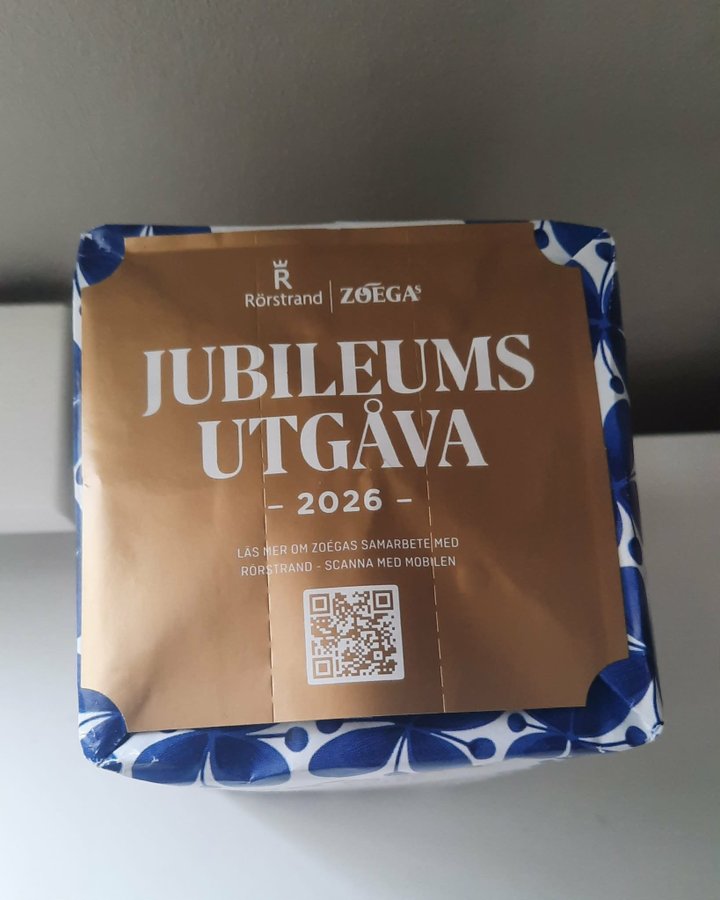 R
Rörstrand | ZOÉGAS
JUBILEUMS
UTGÅVA
– 2026 –
LÄS MER OM ZOÉGAS SAMARBETE MED
RÖRSTRAND - SCANNA MED MOBILEN